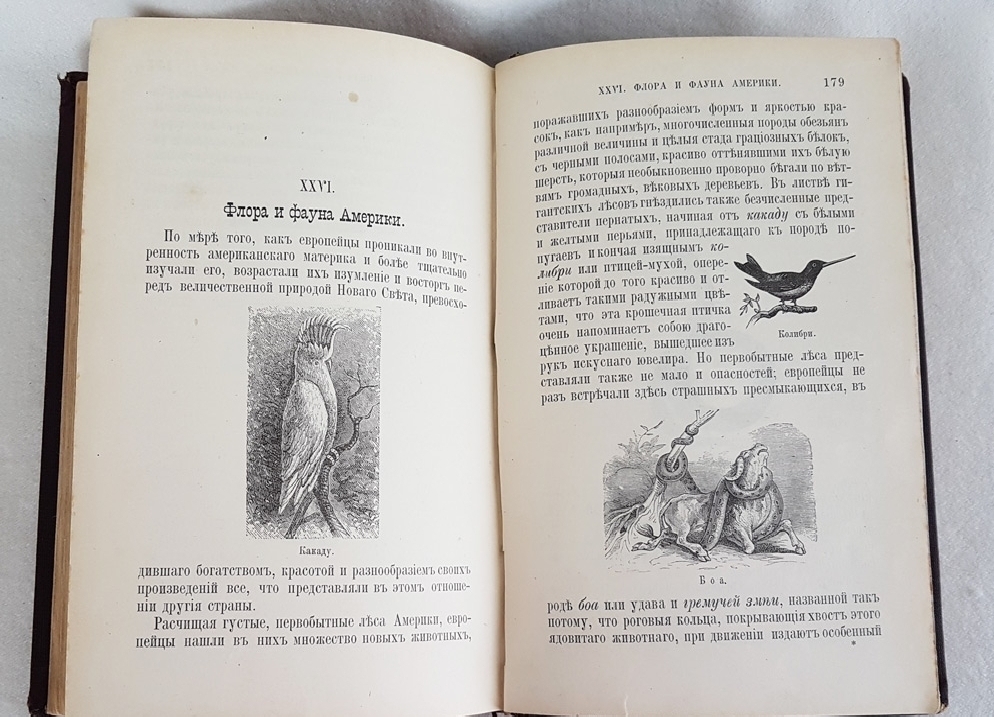 XXVI.
Флора и фауна Америки.
По мѣрѣ того, какъ европейцы проникали во внут-
ренность американскаго материка и болѣе тщательно
изучали его, возрастали ихъ изумленіе и восторгъ пе-
редъ величественной природой Новаго Свѣта, превосхо-
Какаду.
дившаго богатствомъ, красотой и разнообразіемъ своихъ
произведеній все, что представляли въ этомъ отноше-
ніи другія страны.
Расчищая густые, первобытные лѣса Америки, евро-
пейцы нашли въ нихъ множество новыхъ животныхъ,
XXVI. ФЛОРА И ФАУНА АМЕРИКИ. 179
поражавшихъ разнообразіемъ формъ и яркостью кра-
сокъ, какъ напримѣръ, многочисленныя породы обезьянъ
различной величины и цѣлыя стада граціозныхъ бѣлокъ,
съ черными полосами, красиво оттѣнявшими ихъ бѣлую
шерсть, которыя необыкновенно проворно бѣгали по вѣт-
вямъ громадныхъ, вѣковыхъ деревьевъ. Въ листвѣ ги-
гантскихъ лѣсовъ гнѣздились также безчисленные пред-
ставители пернатыхъ, начиная отъ какаду съ бѣлыми
и желтыми перьями, принадлежащаго къ породѣ по-
пугаевъ и кончая изящнымъ ко-
либри или птицей-мухой, опере-
ніе которой до того красиво и от-
ливаетъ такими радужными цвѣ-
тами, что эта крошечная птичка
очень напоминаетъ собою драго-
цѣнное украшеніе, вышедшее изъ
Колибри.
рукъ искуснаго ювелира. Но первобытные лѣса пред-
ставляли также не мало и опасностей; европейцы не
разъ встрѣчали здѣсь страшныхъ пресмыкающихся, въ
Боа.
родѣ боа или удава и гремучей змѣи, названной такъ
потому, что роговыя кольца, покрывающія хвостъ этого
ядовитаго животнаго, при движеніи издаютъ особенный
*